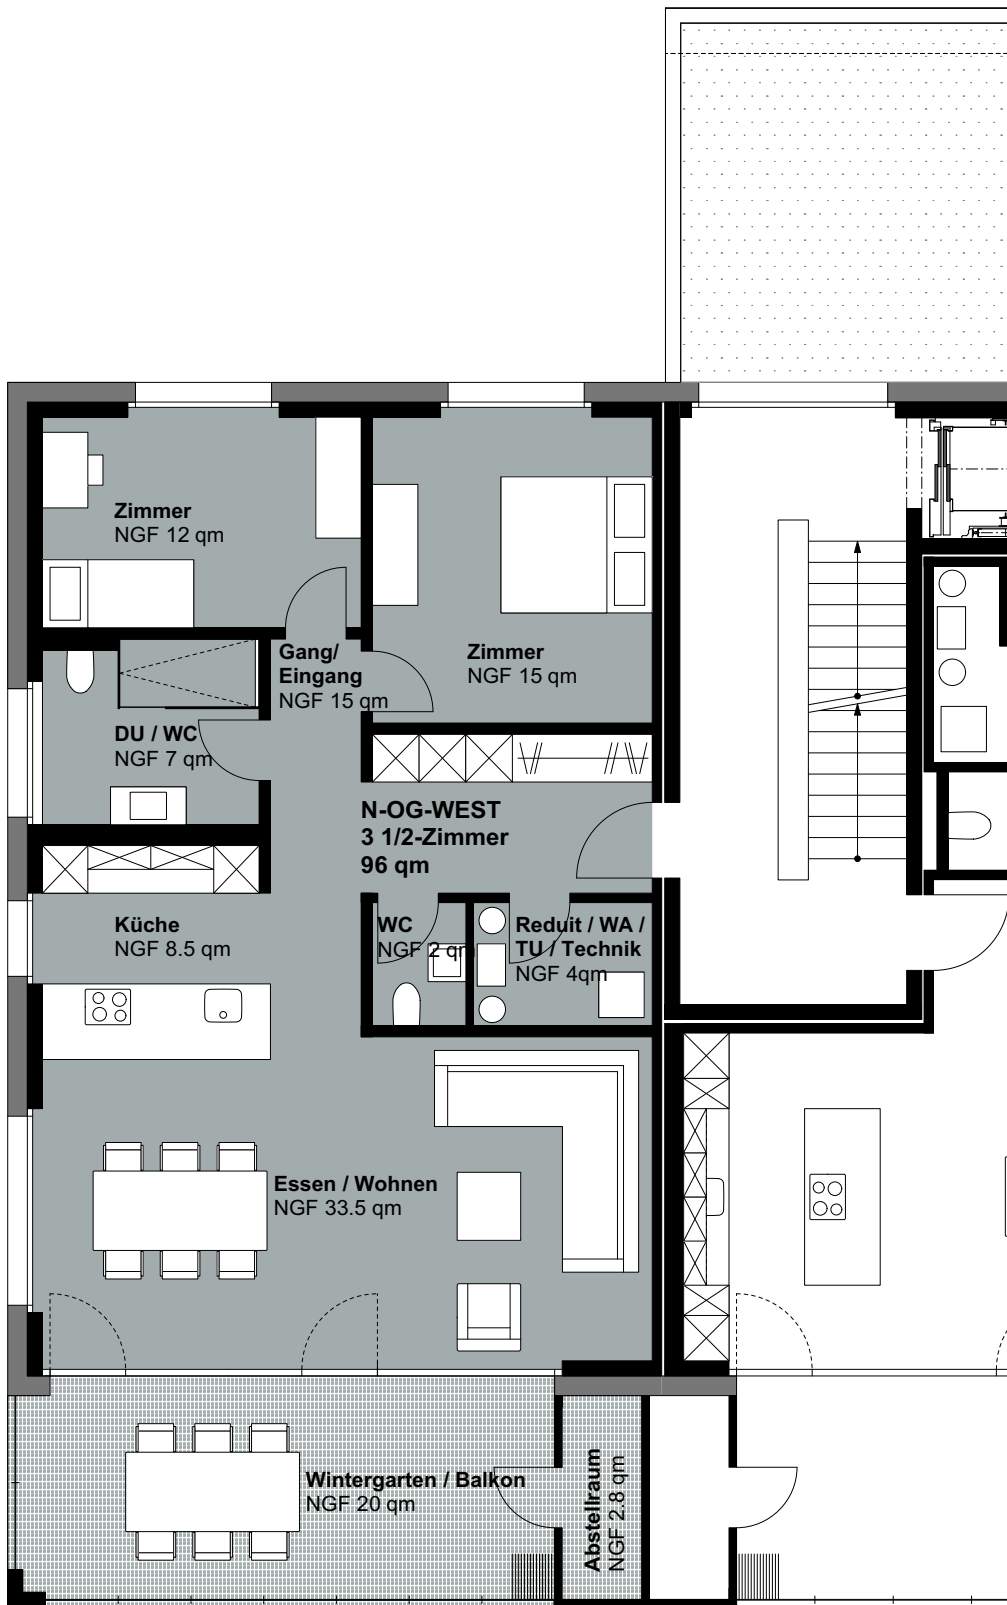 Zimmer
NGF 12 qm
Gang/
Eingang
NGF 15 qm
Zimmer
NGF 15 qm
DU / WC
NGF 7 qm
N-OG-WEST
3 1/2-Zimmer
96 qm
Küche
NGF 8.5 qm
WC
NGF 2 qm
Reduit / WA /
TU / Technik
NGF 4qm
Essen / Wohnen
NGF 33.5 qm
Wintergarten / Balkon
NGF 20 qm
Abstellraum
NGF 2.8 qm